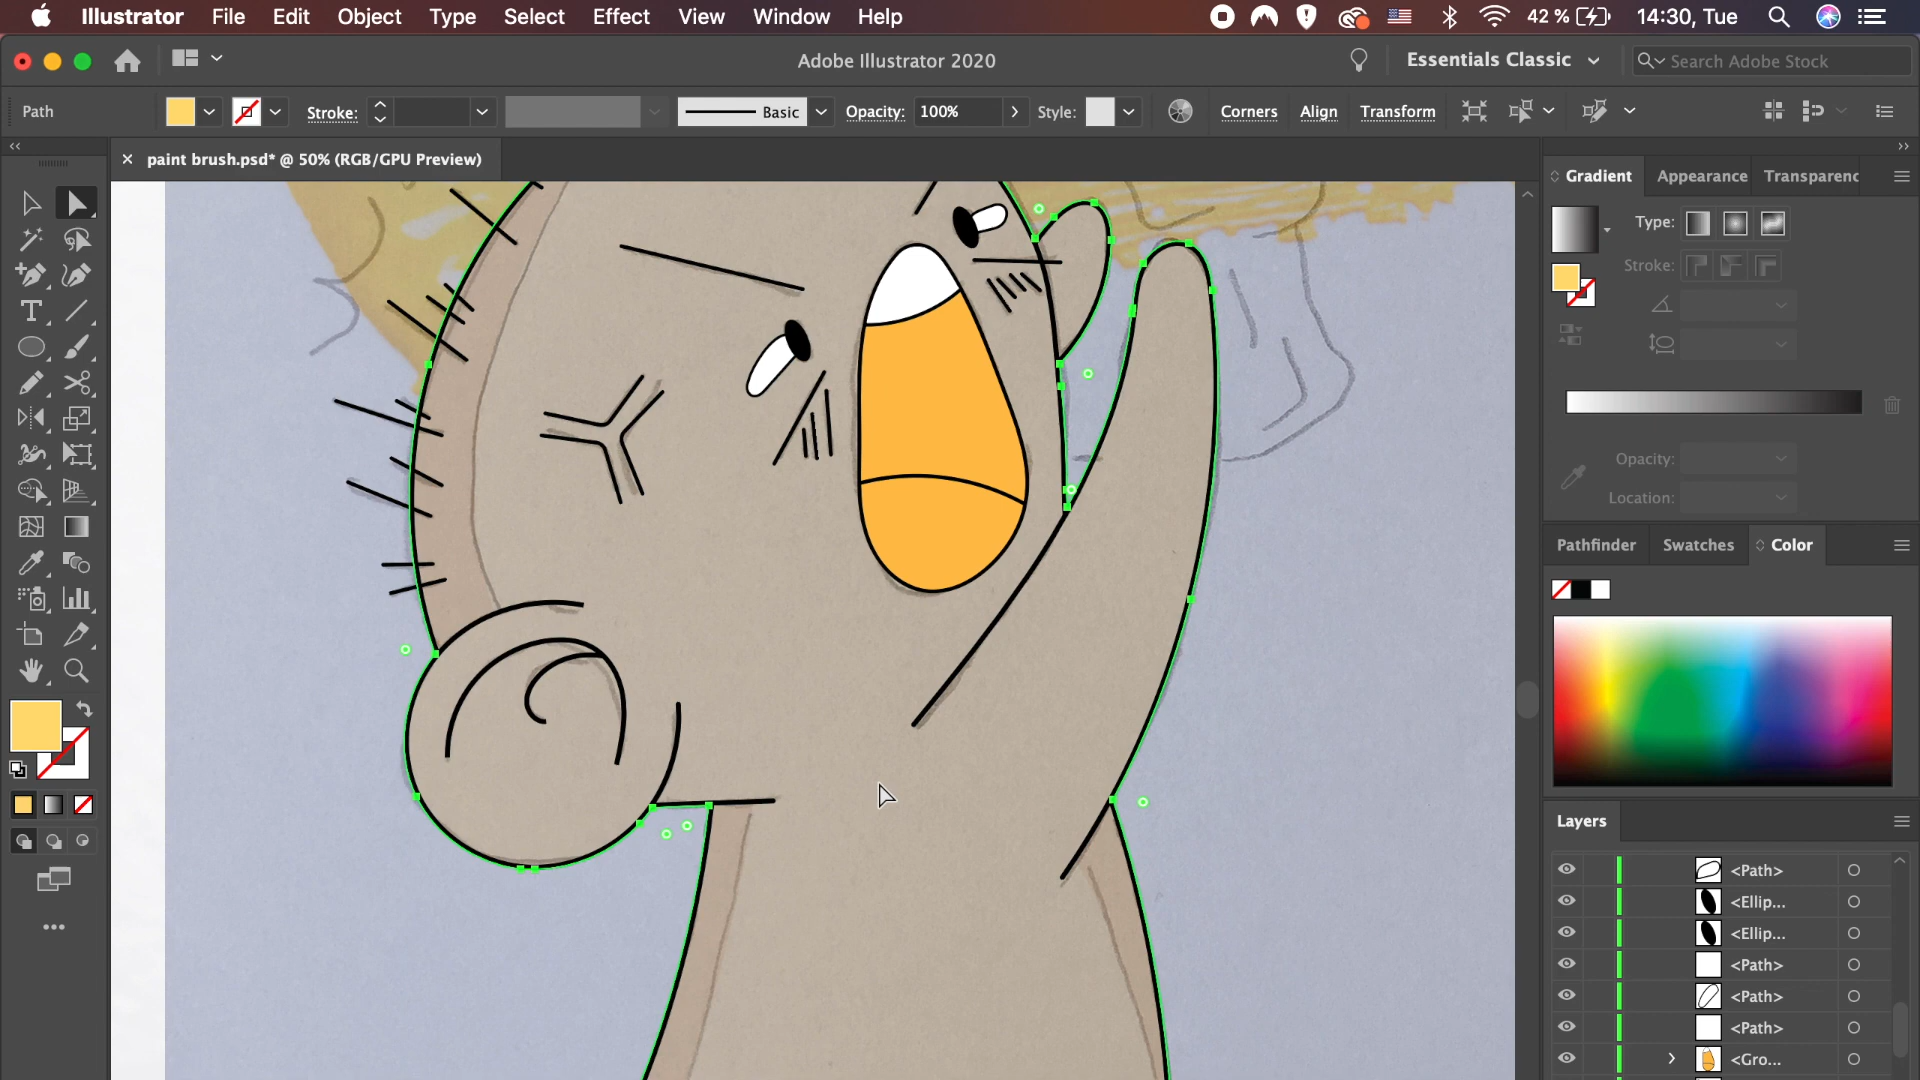 Illustrator File Edit Object Type Select Effect View Window Help 42 % 14:30, Tue
Adobe Illustrator 2020 Essentials Classic Search Adobe Stock
Path Stroke: Basic Opacity: 100% Style: Corners Align Transform
paint brush.psd* @ 50% (RGB/GPU Preview)
Gradient Appearance Transparenc
Type:
Stroke:
Opacity:
Location:
Pathfinder Swatches Color
Layers
<Path>
<Ellip...
<Ellip...
<Path>
<Path>
<Path>
<Gro...